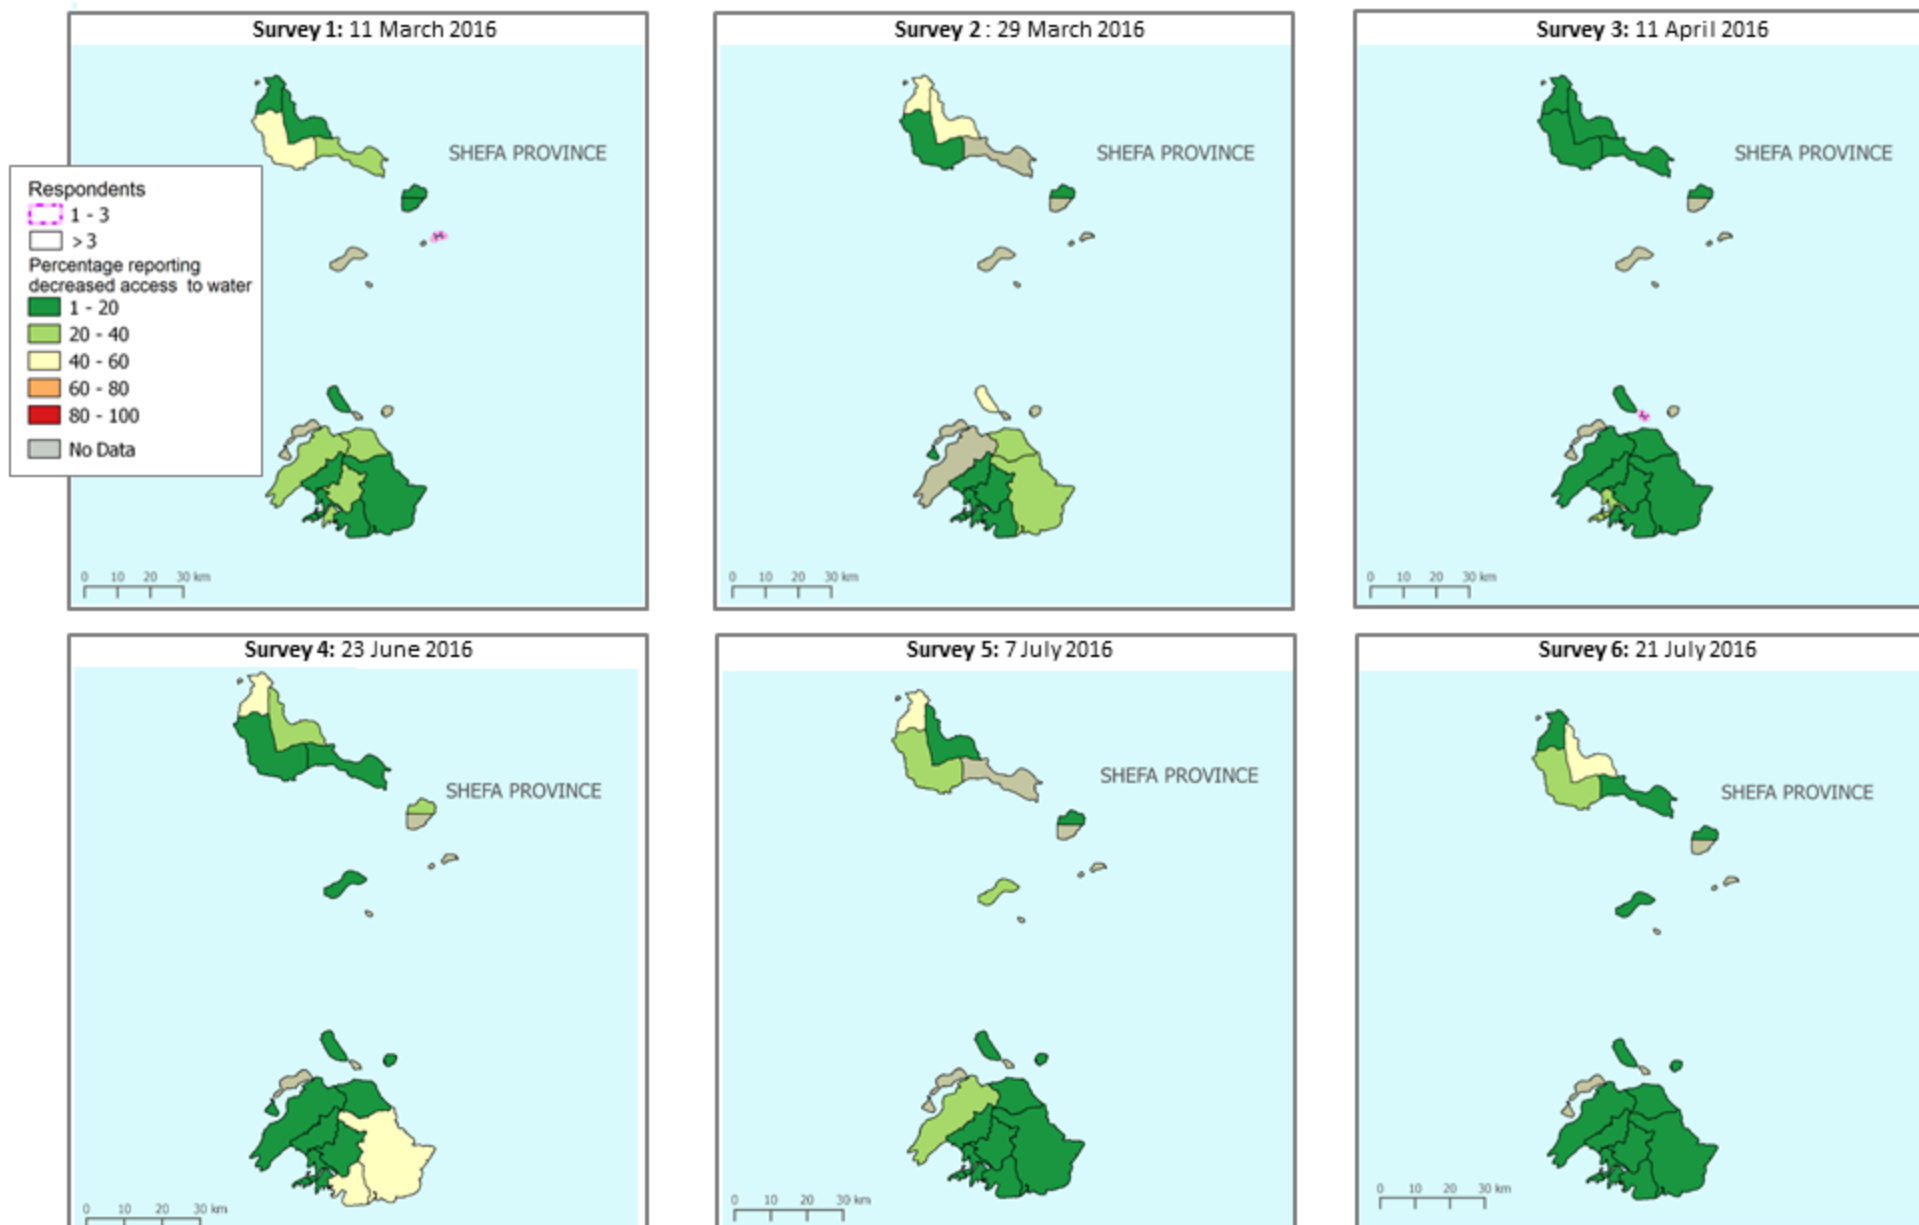 Survey 1: 11 March 2016
SHEFA PROVINCE
Respondents
1 - 3
> 3
Percentage reporting
decreased access to water
1 - 20
20 - 40
40 - 60
60 - 80
80 - 100
No Data
0 10 20 30 km
Survey 2 : 29 March 2016
SHEFA PROVINCE
0 10 20 30 km
Survey 3: 11 April 2016
SHEFA PROVINCE
0 10 20 30 km
Survey 4: 23 June 2016
SHEFA PROVINCE
0 10 20 30 km
Survey 5: 7 July 2016
SHEFA PROVINCE
0 10 20 30 km
Survey 6: 21 July 2016
SHEFA PROVINCE
0 10 20 30 km